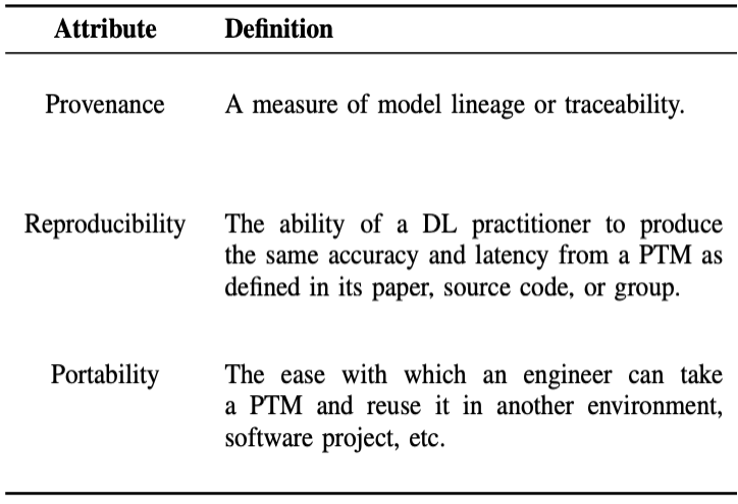 Attribute Definition
Provenance A measure of model lineage or traceability.
Reproducibility The ability of a DL practitioner to produce
the same accuracy and latency from a PTM as
defined in its paper, source code, or group.
Portability The ease with which an engineer can take
a PTM and reuse it in another environment,
software project, etc.